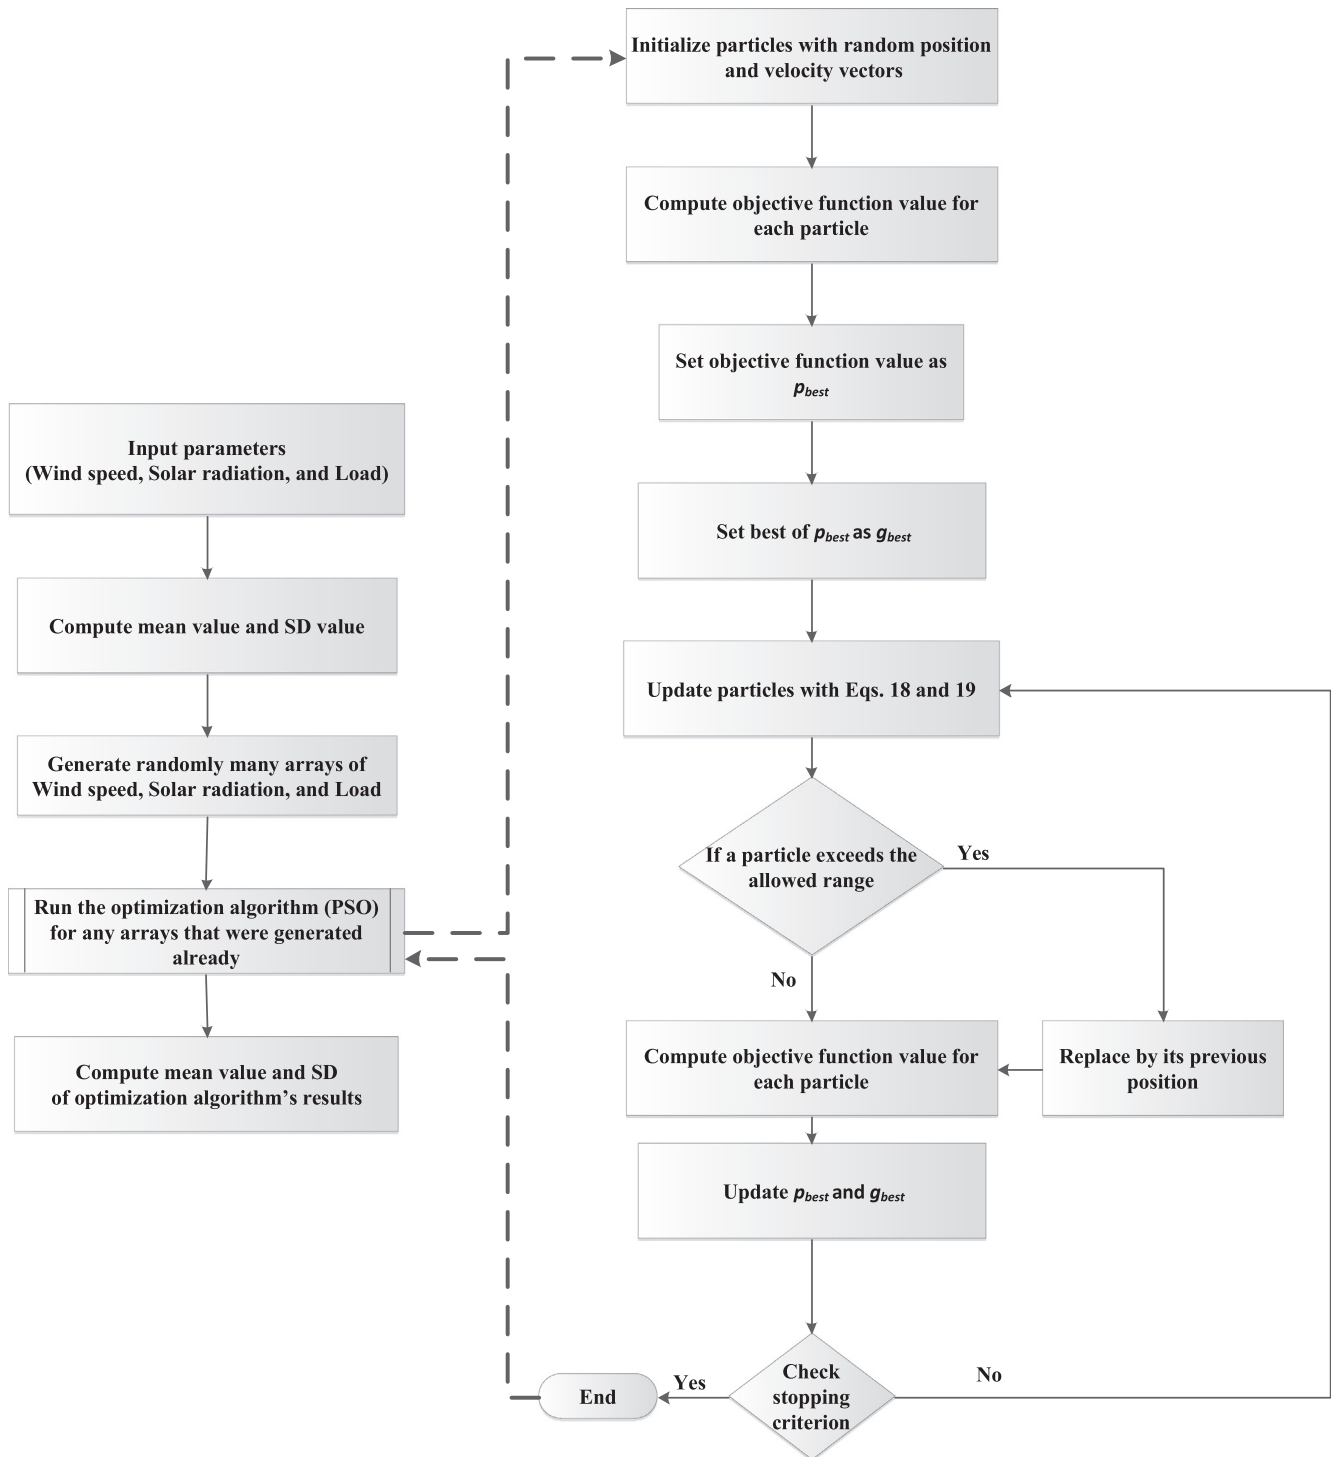 Initialize particles with random position
and velocity vectors
Compute objective function value for
each particle
Set objective function value as
pbest
Input parameters
(Wind speed, Solar radiation, and Load)
Set best of pbest as gbest
Compute mean value and SD value
Update particles with Eqs. 18 and 19
Generate randomly many arrays of
Wind speed, Solar radiation, and Load
If a particle exceeds the
allowed range
Yes
Run the optimization algorithm (PSO)
for any arrays that were generated
already
No
Compute objective function value for
each particle
Replace by its previous
position
Compute mean value and SD
of optimization algorithm’s results
Update pbest and gbest
Check
stopping
criterion
No
Yes
End